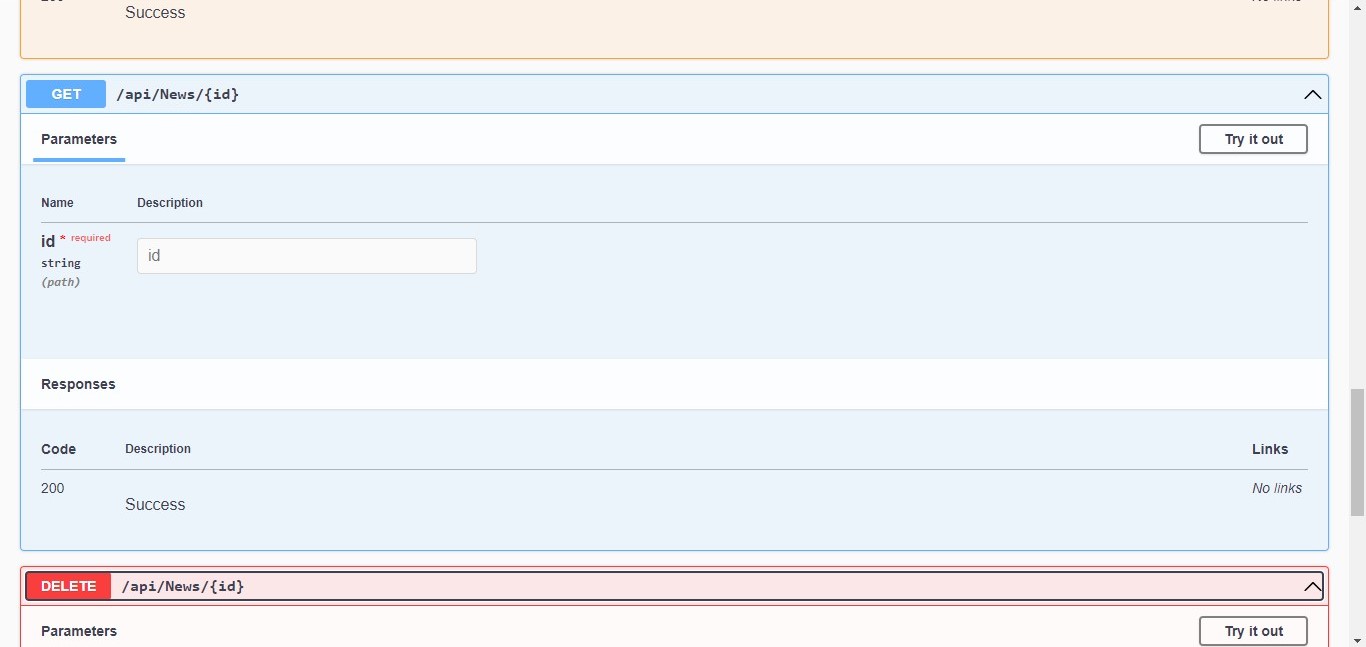 Success
GET /api/News/{id}
Parameters Try it out
Name Description
id * required
string
(path)
id
Responses
Code Description Links
200 Success No links
DELETE /api/News/{id}
Parameters Try it out